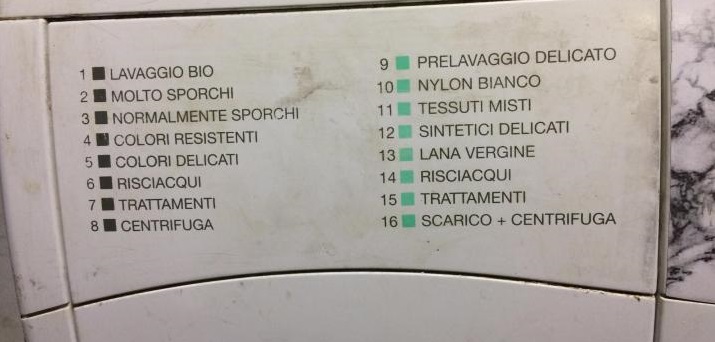 1 LAVAGGIO BIO
2 MOLTO SPORCHI
3 NORMALMENTE SPORCHI
4 COLORI RESISTENTI
5 COLORI DELICATI
6 RISCIACQUI
7 TRATTAMENTI
8 CENTRIFUGA
9 PRELAVAGGIO DELICATO
10 NYLON BIANCO
11 TESSUTI MISTI
12 SINTETICI DELICATI
13 LANA VERGINE
14 RISCIACQUI
15 TRATTAMENTI
16 SCARICO + CENTRIFUGA